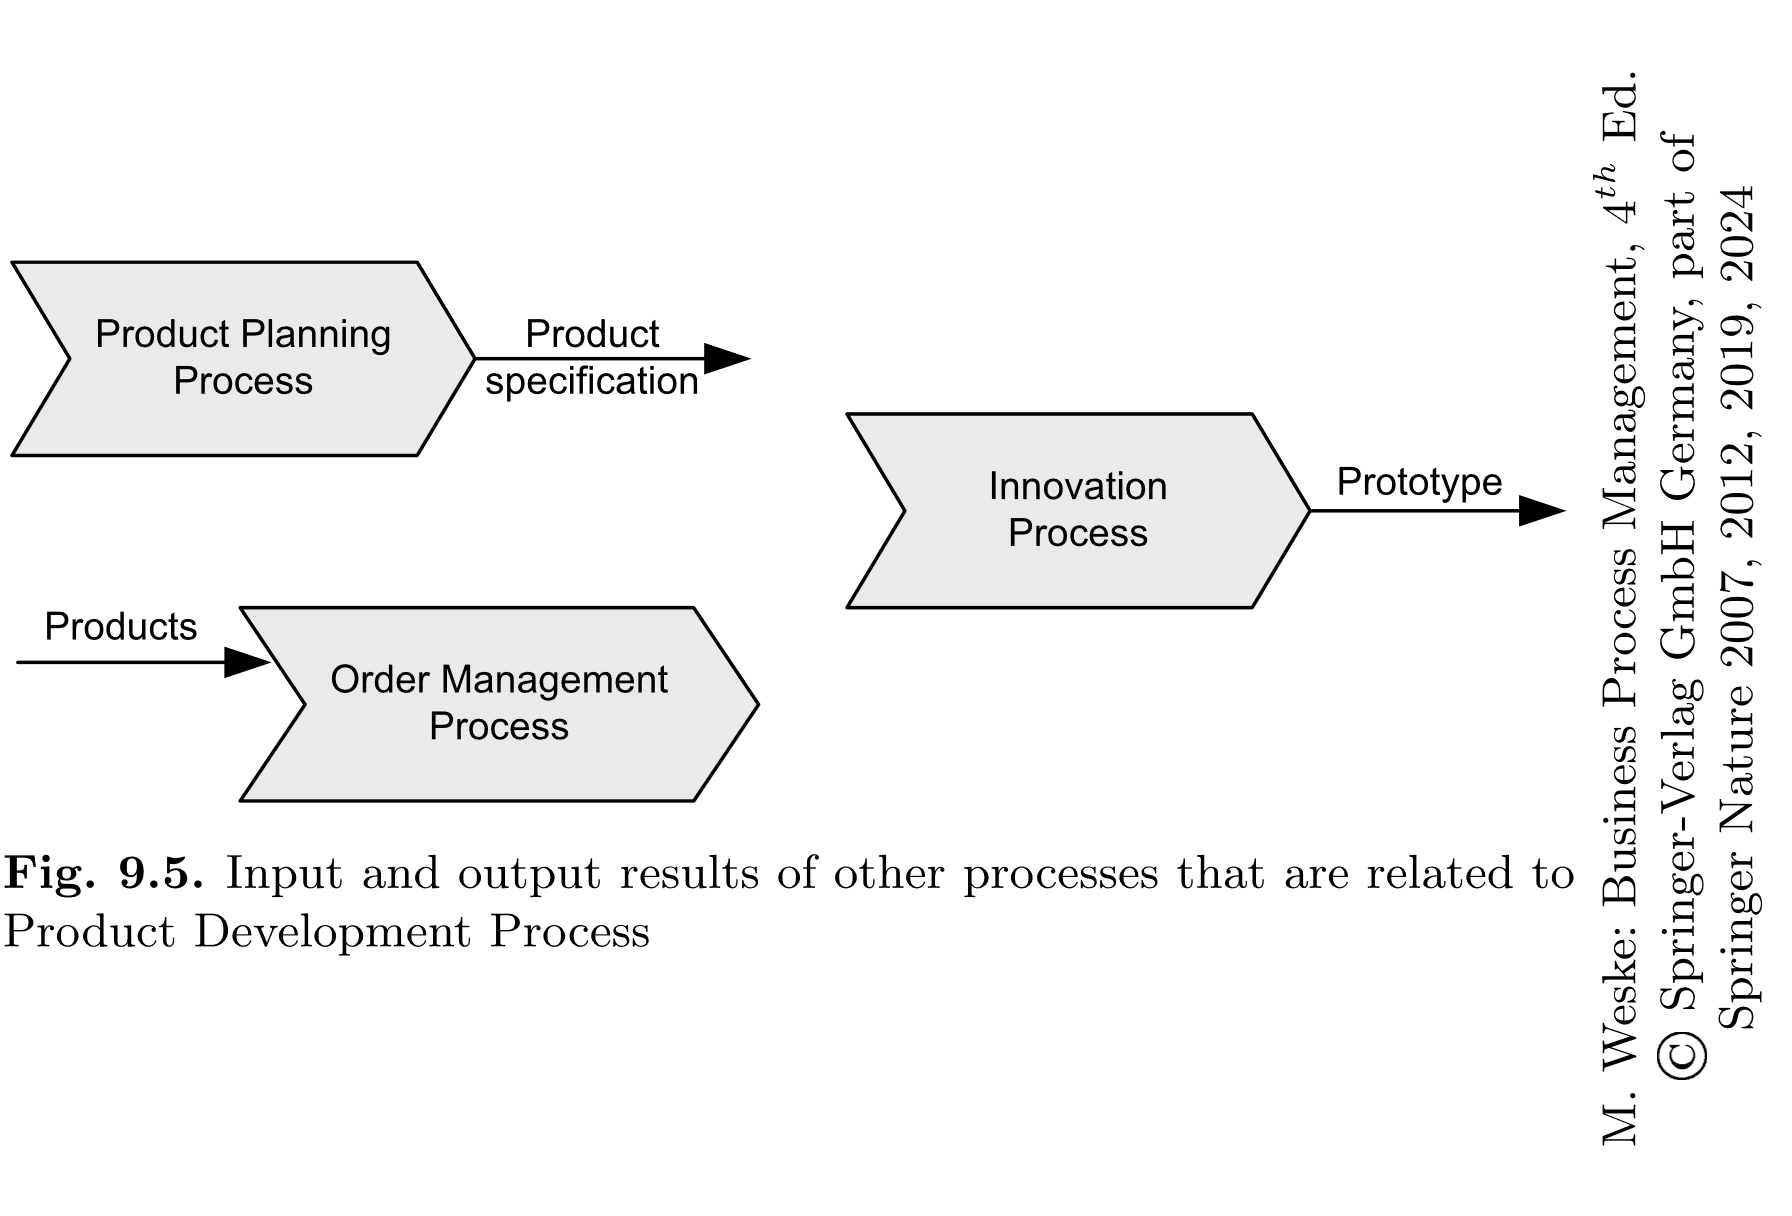 Product Planning
Process
Product
specification
Innovation
Process
Prototype
Products
Order Management
Process
Fig. 9.5. Input and output results of other processes that are related to
Product Development Process
M. Weske: Business Process Management, 4th Ed.
© Springer-Verlag GmbH Germany, part of
Springer Nature 2007, 2012, 2019, 2024